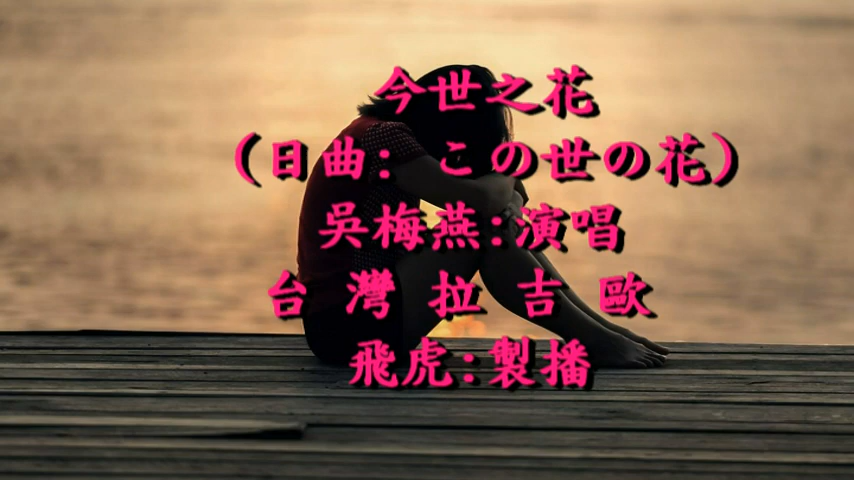 今世之花
（日曲：この世の花）
吳梅燕:演唱
台灣拉吉歐
飛虎:製播